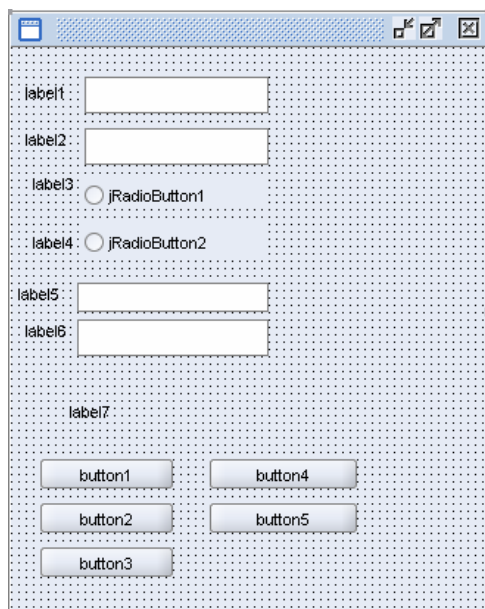 label1
label2
label3
jRadioButton1
label4
jRadioButton2
label5
label6
label7
button1
button4
button2
button5
button3